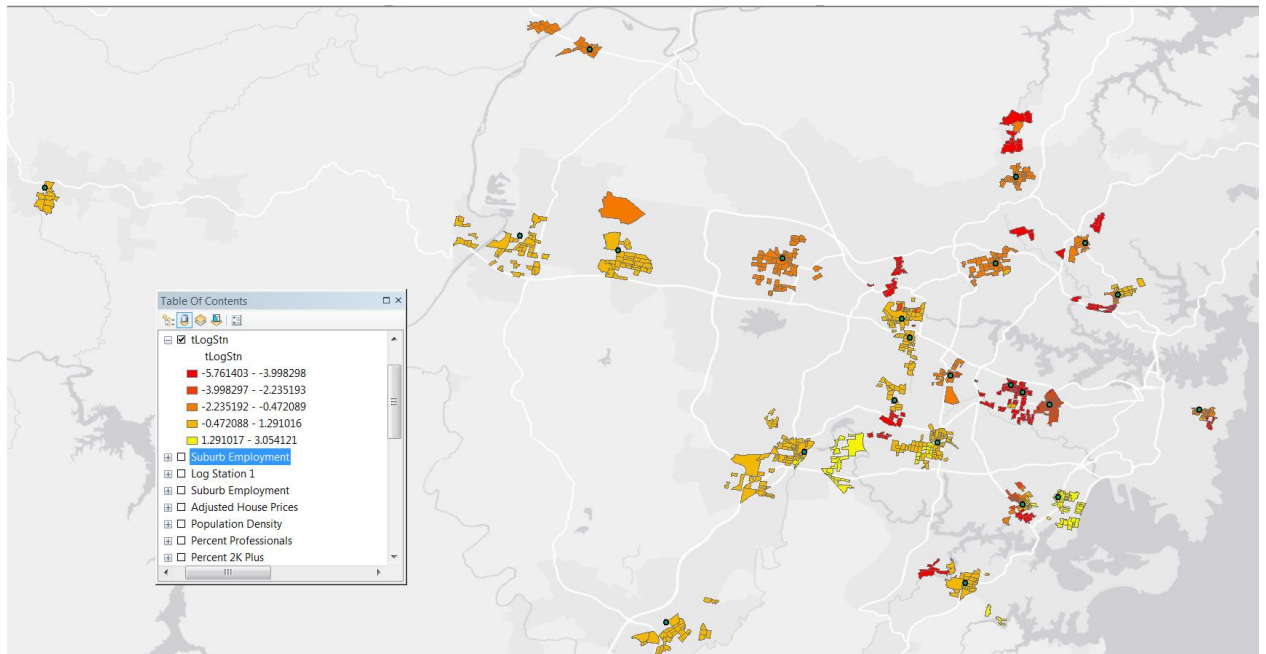 Table Of Contents
tLogStn
tLogStn
-5.761403 - -3.998298
-3.998297 - -2.235193
-2.235192 - -0.472089
-0.472088 - 1.291016
1.291017 - 3.054121
Suburb Employment
Log Station 1
Suburb Employment
Adjusted House Prices
Population Density
Percent Professionals
Percent 2K Plus